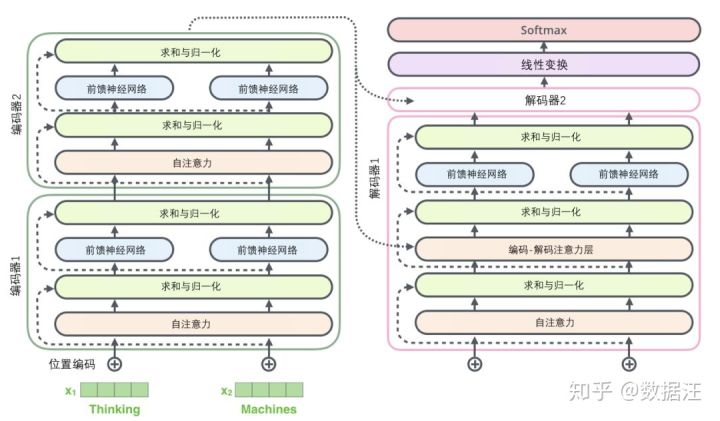 求和与归一化
前馈神经网络 前馈神经网络
求和与归一化
自注意力
编码器2
求和与归一化
前馈神经网络 前馈神经网络
求和与归一化
自注意力
编码器1
位置编码
x₁ x₂
Thinking Machines
Softmax
线性变换
解码器2
求和与归一化
前馈神经网络 前馈神经网络
求和与归一化
编码-解码注意力层
求和与归一化
自注意力
解码器1
知乎 @数据汪